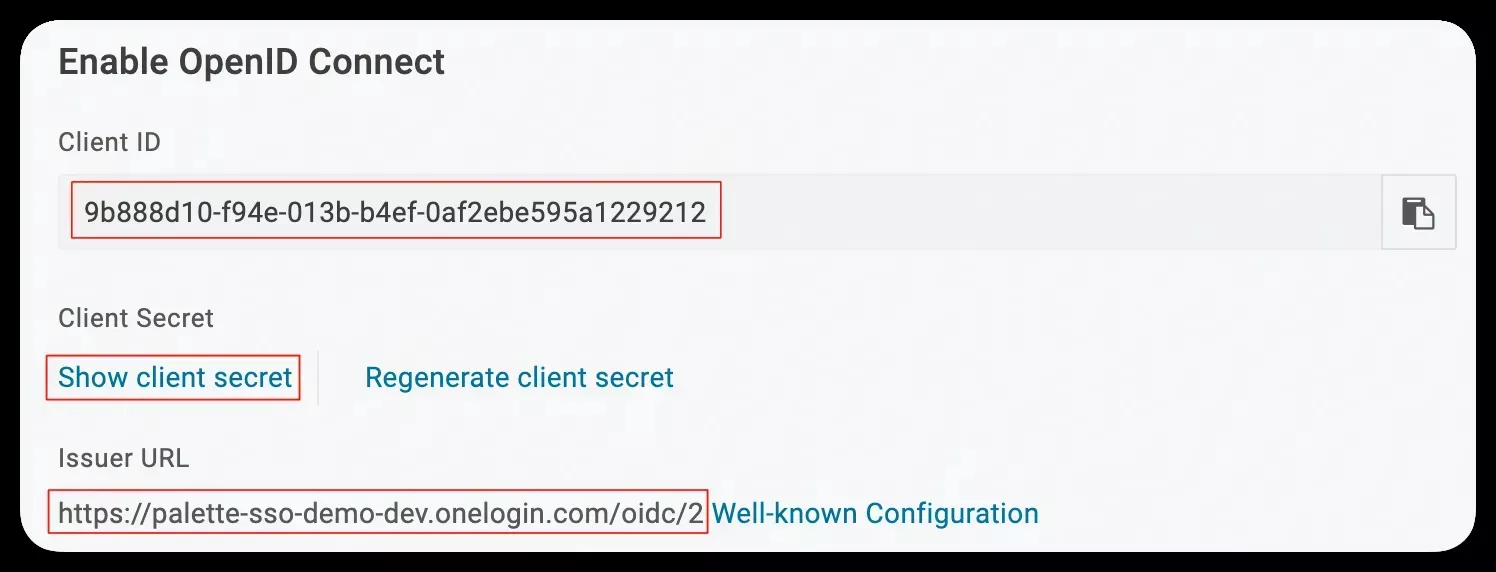 Enable OpenID Connect
Client ID
9b888d10-f94e-013b-b4ef-0af2ebe595a1229212
Client Secret
Show client secret Regenerate client secret
Issuer URL
https://palette-sso-demo-dev.onelogin.com/oidc/2 Well-known Configuration